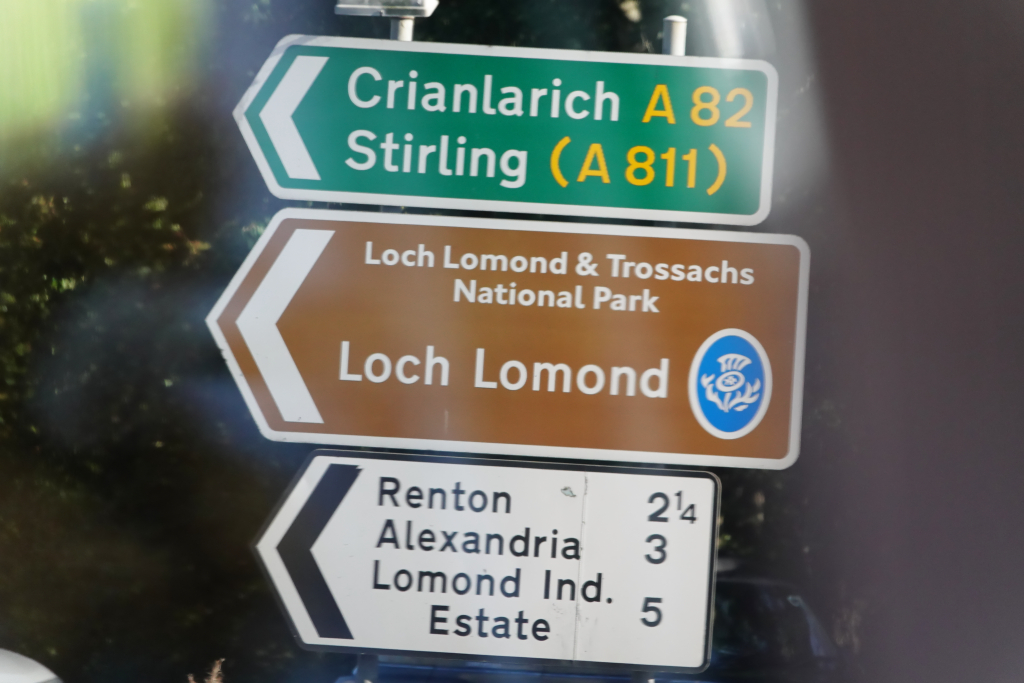 Crianlarich A 82
Stirling (A 811)
Loch Lomond & Trossachs
National Park
Loch Lomond
Renton 2¼
Alexandria 3
Lomond Ind.
Estate 5